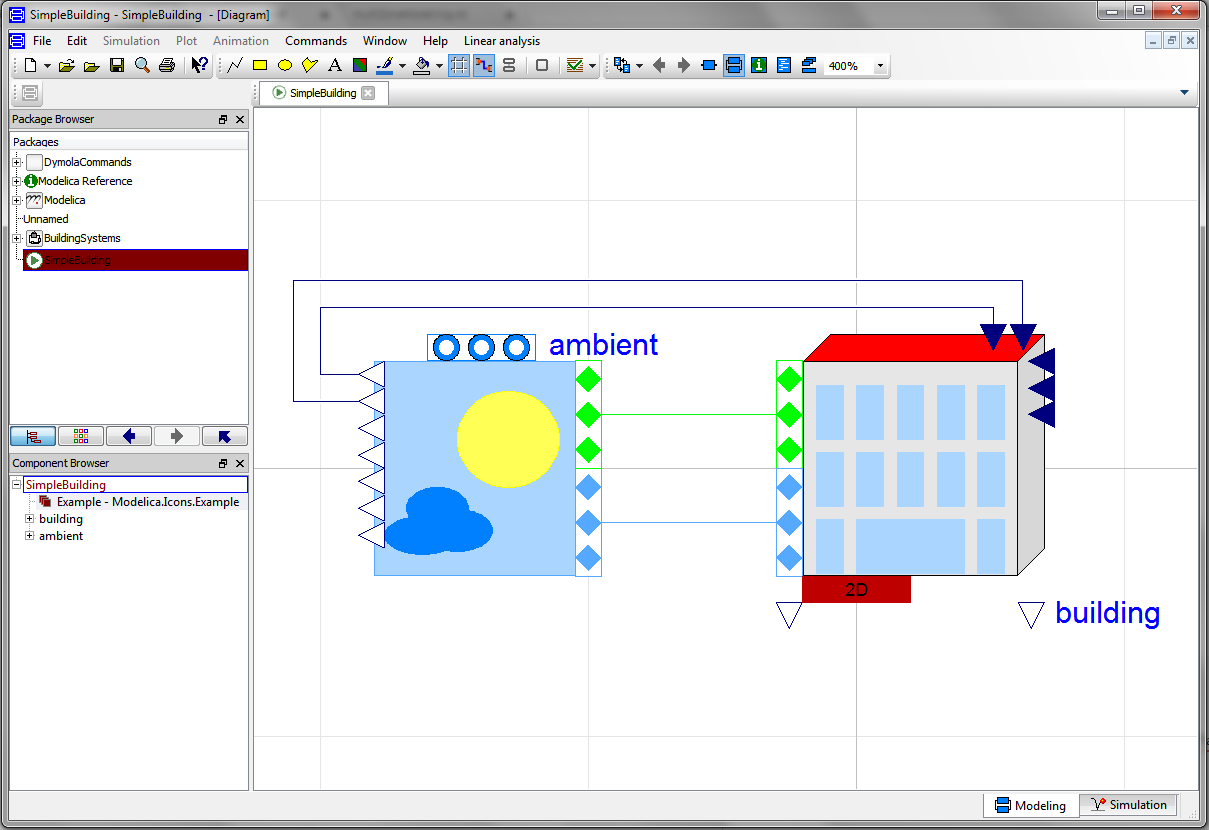 SimpleBuilding - SimpleBuilding - [Diagram]
File Edit Simulation Plot Animation Commands Window Help Linear analysis
A 400%
SimpleBuilding
Package Browser
Packages
DymolaCommands
Modelica Reference
Modelica
Unnamed
BuildingSystems
SimpleBuilding
Component Browser
SimpleBuilding
Example - Modelica.Icons.Example
building
ambient
ambient
2D
building
Modeling Simulation